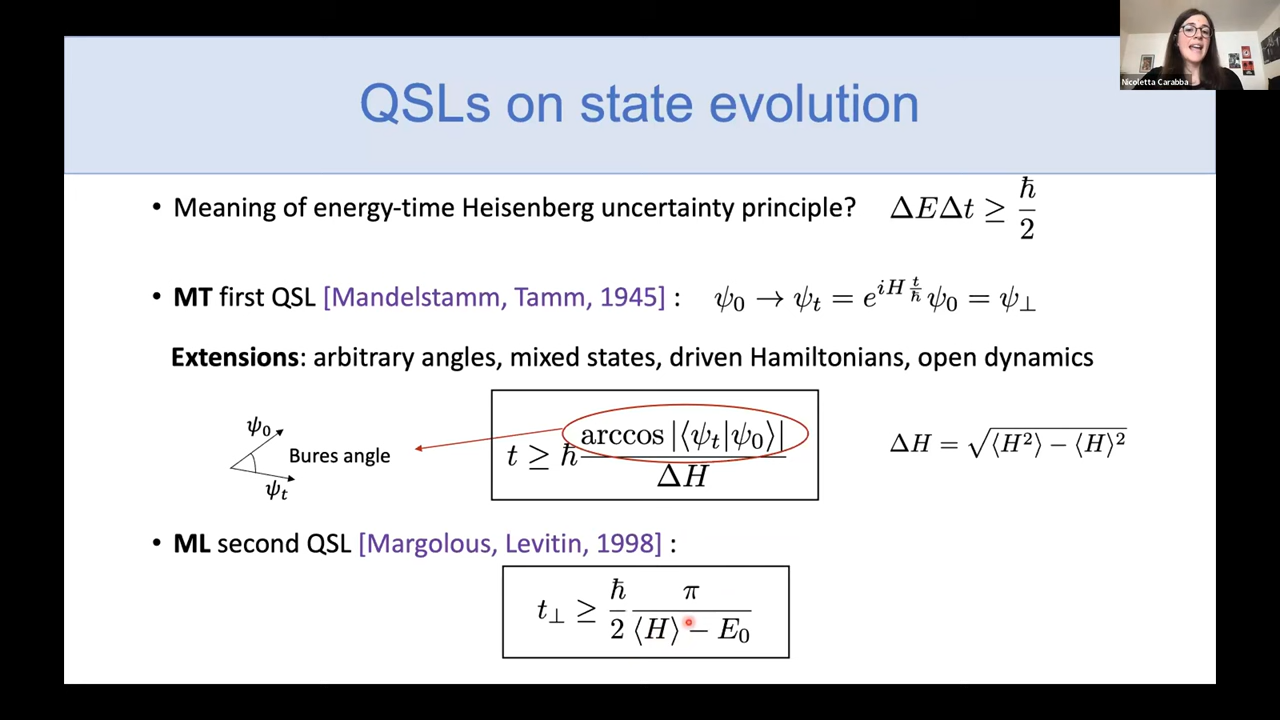 Nicoletta Carabba
QSLs on state evolution
• Meaning of energy-time Heisenberg uncertainty principle? ΔEΔt ≥ ħ/2
• MT first QSL [Mandelstamm, Tamm, 1945] : ψ₀ → ψₜ = e^{iH t/ħ} ψ₀ = ψ⊥
Extensions: arbitrary angles, mixed states, driven Hamiltonians, open dynamics
ψ₀
Bures angle
ψₜ
t ≥ ħ arccos |⟨ψₜ|ψ₀⟩| / ΔH
ΔH = √(⟨H²⟩ − ⟨H⟩²)
• ML second QSL [Margolous, Levitin, 1998] :
t⊥ ≥ ħ/2 π/(⟨H⟩ − E₀)